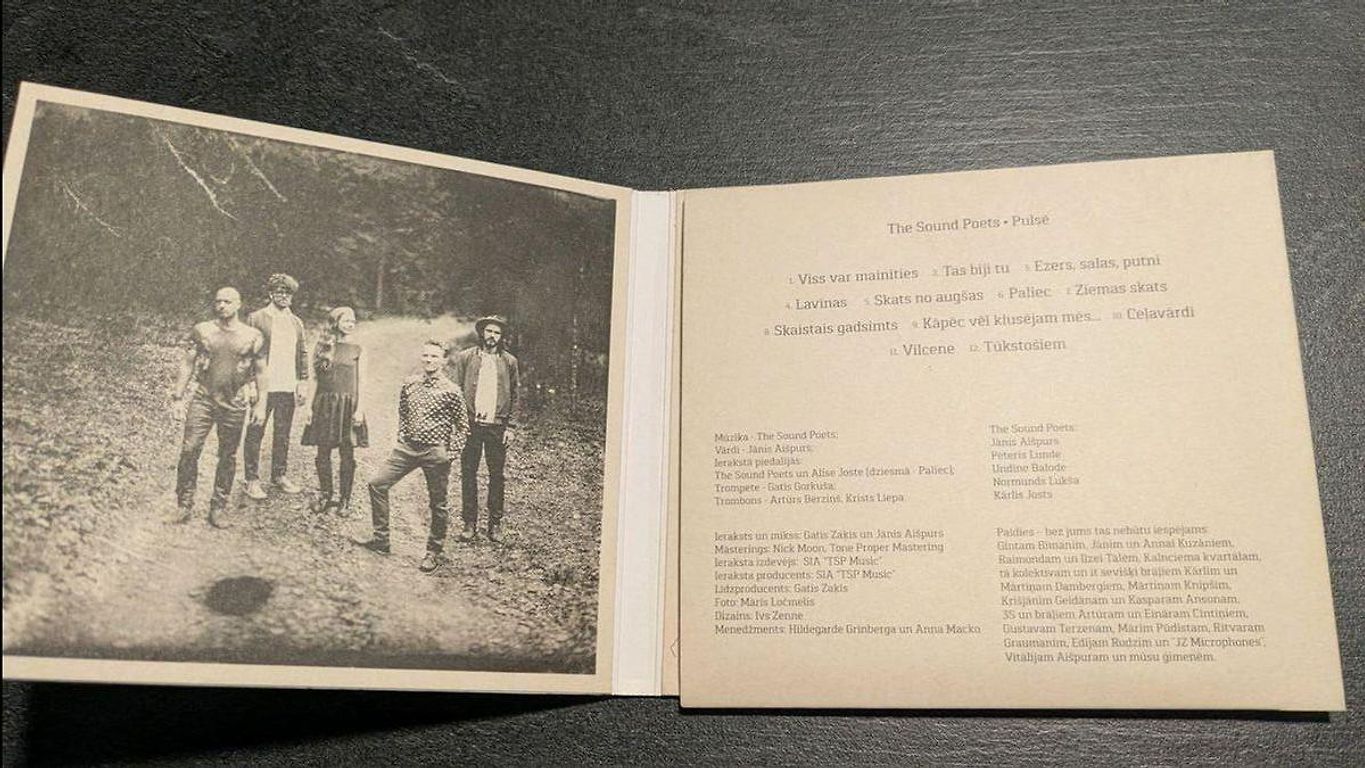 The Sound Poets • Pulsē
1. Viss var mainīties 2. Tas biji tu 3. Ezers, salas, putni
4. Lavīnas 5. Skats no augšas 6. Paliec 7. Ziemas skats
8. Skaistais gadsimts 9. Kāpēc vēl klusējam mēs... 10. Ceļavārdi
11. Vilcene 12. Tūkstošiem
Mūzika - The Sound Poets;
Vārdi - Jānis Aišpurs;
Ierakstā piedalījās:
The Sound Poets un Alise Joste (dziesmā - Paliec);
Trompete - Gatis Gorkuša;
Trombons - Artūrs Bērziņš, Krists Liepa.
Ieraksts un mikss: Gatis Zaķis un Jānis Aišpurs
Māsterings: Nick Moon, Tone Proper Mastering
Ieraksta izdevējs: SIA "TSP Music"
Ieraksta producents: SIA "TSP Music"
Līdzproducents: Gatis Zaķis
Foto: Māris Ločmelis
Dizains: Ivs Zenne
Menedžments: Hildegarde Grinberga un Anna Macko
The Sound Poets:
Jānis Aišpurs
Pēteris Lunde
Undīne Balode
Normunds Lukša
Kārlis Josts
Paldies - bez jums tas nebūtu iespējams:
Gintam Bīmanim, Jānim un Annai Kuzāniem,
Raimondam un Ilzei Tālēm, Kalnciema kvartālam,
tā kolektīvam un it sevišķi brāļiem Kārlim un
Mārtiņam Dambergiem, Mārtiņam Knipšim,
Krišjānim Geldānam un Kasparam Ansonam,
3S un brāļiem Artūram un Eināram Cintiņiem,
Gustavam Terzenam, Mārim Pūdistam, Ritvaram
Graumanim, Edijam Rudzim un "JZ Microphones",
Vitālijam Aišpuram un mūsu ģimenēm.